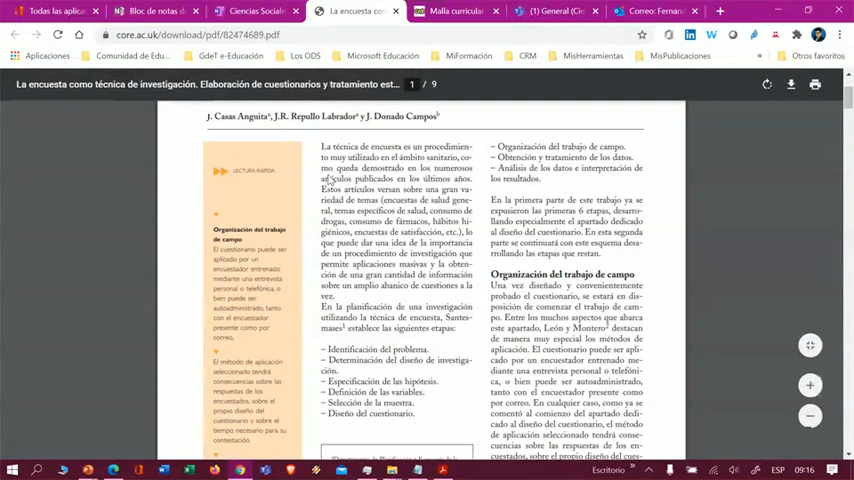 Todas las aplica
Bloc de notas d
Ciencias Sociale
La encuesta com
Malla curricular
(1) General (Cie
Correo: Fernan
core.ac.uk/download/pdf/82474689.pdf
Comunidad de Edu...
GdeT e-Educación
Los ODS
Microsoft Educación
MiFormación
CRM
MisHerramientas
MisPublicaciones
Otros favoritos
La encuesta como técnica de investigación. Elaboración de cuestionarios y tratamiento est...
1 / 9
J. Casas Anguitaª, J.R. Repullo Labradorª y J. Donado Camposᵇ
LECTURA RÁPIDA
Organización del trabajo
de campo
El cuestionario puede ser
aplicado por un
encuestador entrenado
mediante una entrevista
personal o telefónica,
o bien puede ser
autoadministrado, tanto
con el encuestador
presente como por
correo.
El método de aplicación
seleccionado tendrá
consecuencias sobre las
respuestas de los
encuestados, sobre el
propio diseño del
cuestionario y sobre el
tiempo necesario para su
contestación.
La técnica de encuesta es un procedimien-
to muy utilizado en el ámbito sanitario, co-
mo queda demostrado en los numerosos
artículos publicados en los últimos años.
Estos artículos versan sobre una gran va-
riedad de temas (encuestas de salud gene-
ral, temas específicos de salud, consumo de
drogas, consumo de fármacos, hábitos hi-
giénicos, encuestas de satisfacción, etc.), lo
que puede dar una idea de la importancia
de un procedimiento de investigación que
permite aplicaciones masivas y la obten-
ción de una gran cantidad de información
sobre un amplio abanico de cuestiones a la
vez.
En la planificación de una investigación
utilizando la técnica de encuesta, Santes-
mases¹ establece las siguientes etapas:
– Identificación del problema.
– Determinación del diseño de investiga-
ción.
– Especificación de las hipótesis.
– Definición de las variables.
– Selección de la muestra.
– Diseño del cuestionario.
– Organización del trabajo de campo.
– Obtención y tratamiento de los datos.
– Análisis de los datos e interpretación de
los resultados.
En la primera parte de este trabajo ya se
expusieron las primeras 6 etapas, desarro-
llando especialmente el apartado dedicado
al diseño del cuestionario. En esta segunda
parte se continuará con este esquema desa-
rrollando las etapas que restan.
Organización del trabajo de campo
Una vez diseñado y convenientemente
probado el cuestionario, se estará en dis-
posición de comenzar el trabajo de cam-
po. Entre los muchos aspectos que abarca
este apartado, León y Montero² destacan
de manera muy especial los métodos de
aplicación. El cuestionario puede ser apli-
cado por un encuestador entrenado me-
diante una entrevista personal o telefóni-
ca, o bien puede ser autoadministrado,
tanto con el encuestador presente como
por correo. En cualquier caso, como ya se
comentó al comienzo del apartado dedi-
cado al diseño del cuestionario, el método
de aplicación seleccionado tendrá conse-
cuencias sobre las respuestas de los
encuestados, sobre el propio diseño del cues-
Escritorio
ESP
09:16